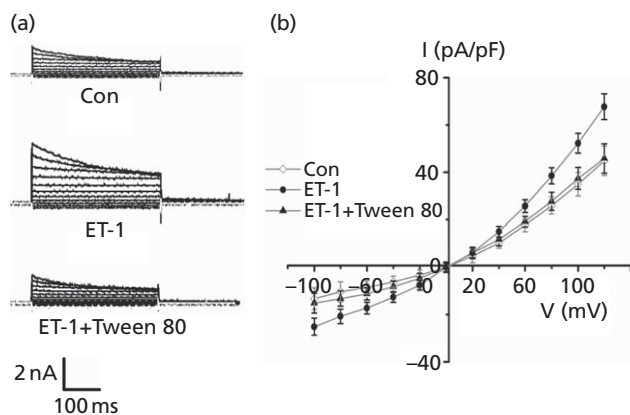 (a)
Con
ET-1
ET-1+Tween 80
2 nA
100 ms
(b)
I (pA/pF)
80
40
0
−40
−100
−60
−20
20
60
100
V (mV)
Con
ET-1
ET-1+Tween 80